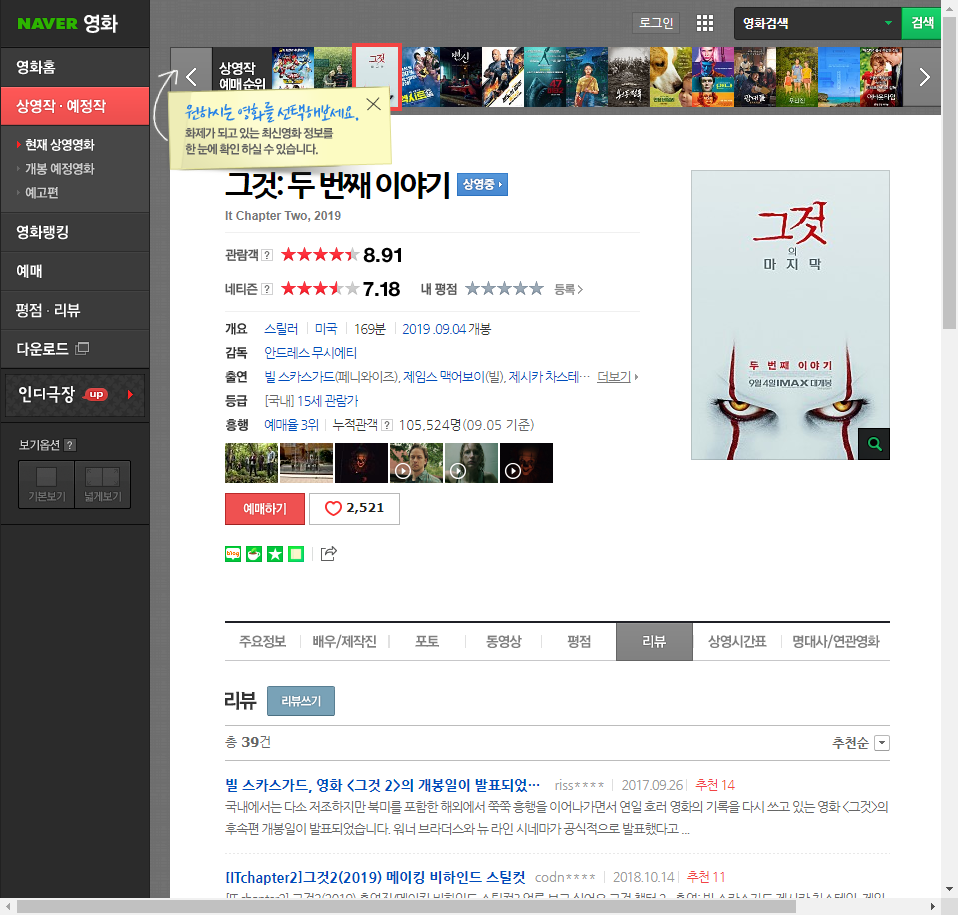 NAVER 영화
로그인
영화검색
검색
영화홈
상영작 · 예정작
현재 상영영화
개봉 예정영화
예고편
영화랭킹
예매
평점 · 리뷰
다운로드
인디극장 up
보기옵션 ?
기본보기
넓게보기
상영작
예매 순위
그것
변신
우리집
원하시는 영화를 선택해보세요.
화제가 되고 있는 최신영화 정보를
한 눈에 확인 하실 수 있습니다.
그것: 두 번째 이야기 상영중
It Chapter Two, 2019
관람객 ? 8.91
네티즌 ? 7.18 내 평점 등록
개요 스릴러 미국 169분 2019 .09.04 개봉
감독 안드레스 무시에티
출연 빌 스카스가드(페니와이즈), 제임스 맥어보이(빌), 제시카 차스테… 더보기
등급 [국내] 15세 관람가
흥행 예매율 3위 누적관객 ? 105,524명(09.05 기준)
예매하기
2,521
blog
그것
의
마지막
두 번째 이야기
9월 4일 IMAX 대개봉
주요정보
배우/제작진
포토
동영상
평점
리뷰
상영시간표
명대사/연관영화
리뷰 리뷰쓰기
총 39건
추천순
빌 스카스가드, 영화 <그것 2>의 개봉일이 발표되었… riss**** 2017.09.26 추천 14
국내에서는 다소 저조하지만 북미를 포함한 해외에서 쭉쭉 흥행을 이어나가면서 연일 호러 영화의 기록을 다시 쓰고 있는 영화 <그것>의
후속편 개봉일이 발표되었습니다. 워너 브라더스와 뉴 라인 시네마가 공식적으로 발표했다고 ...
[ITchapter2]그것2(2019) 메이킹 비하인드 스틸컷 codn**** 2018.10.14 추천 11